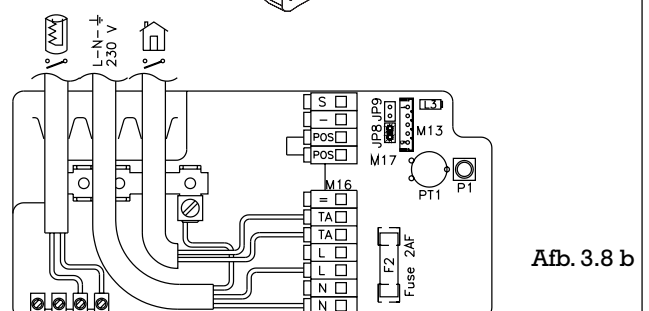 L-N-⏚
230 V
S
-
POS
POS
JP8 JP9
L3
M13
M17
PT1
P1
M16
=
TA
TA
L
L
N
N
F2
Fuse 2AF
Afb. 3.8 b